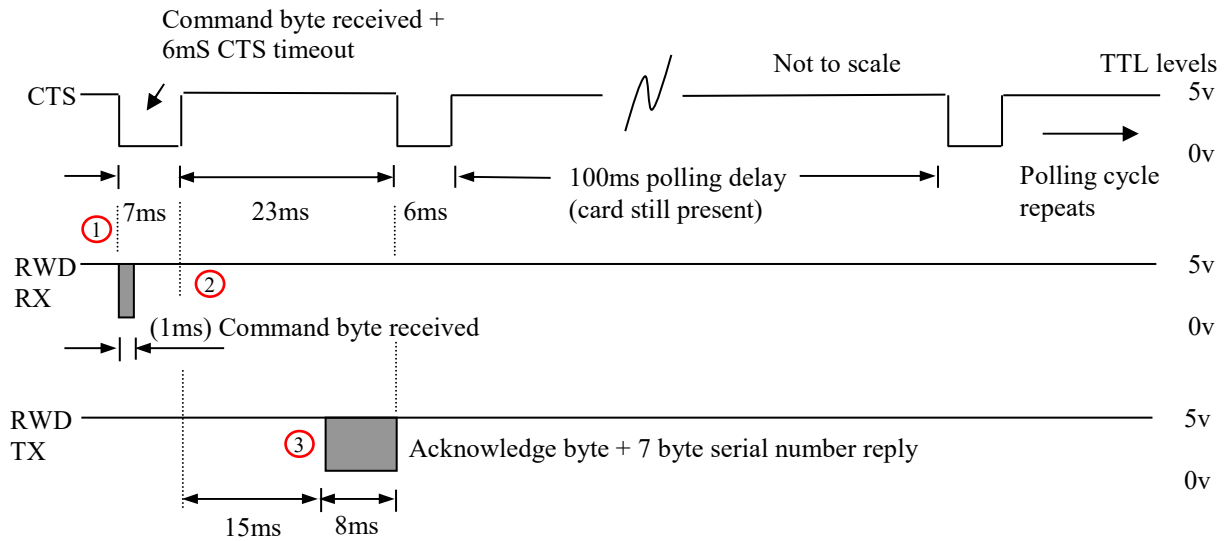 Command byte received +
6mS CTS timeout
Not to scale
TTL levels
CTS
5v
0v
100ms polling delay
(card still present)
Polling cycle
repeats
7ms
23ms
6ms
1
RWD
RX
2
5v
0v
(1ms) Command byte received
RWD
TX
3
Acknowledge byte + 7 byte serial number reply
5v
0v
15ms
8ms